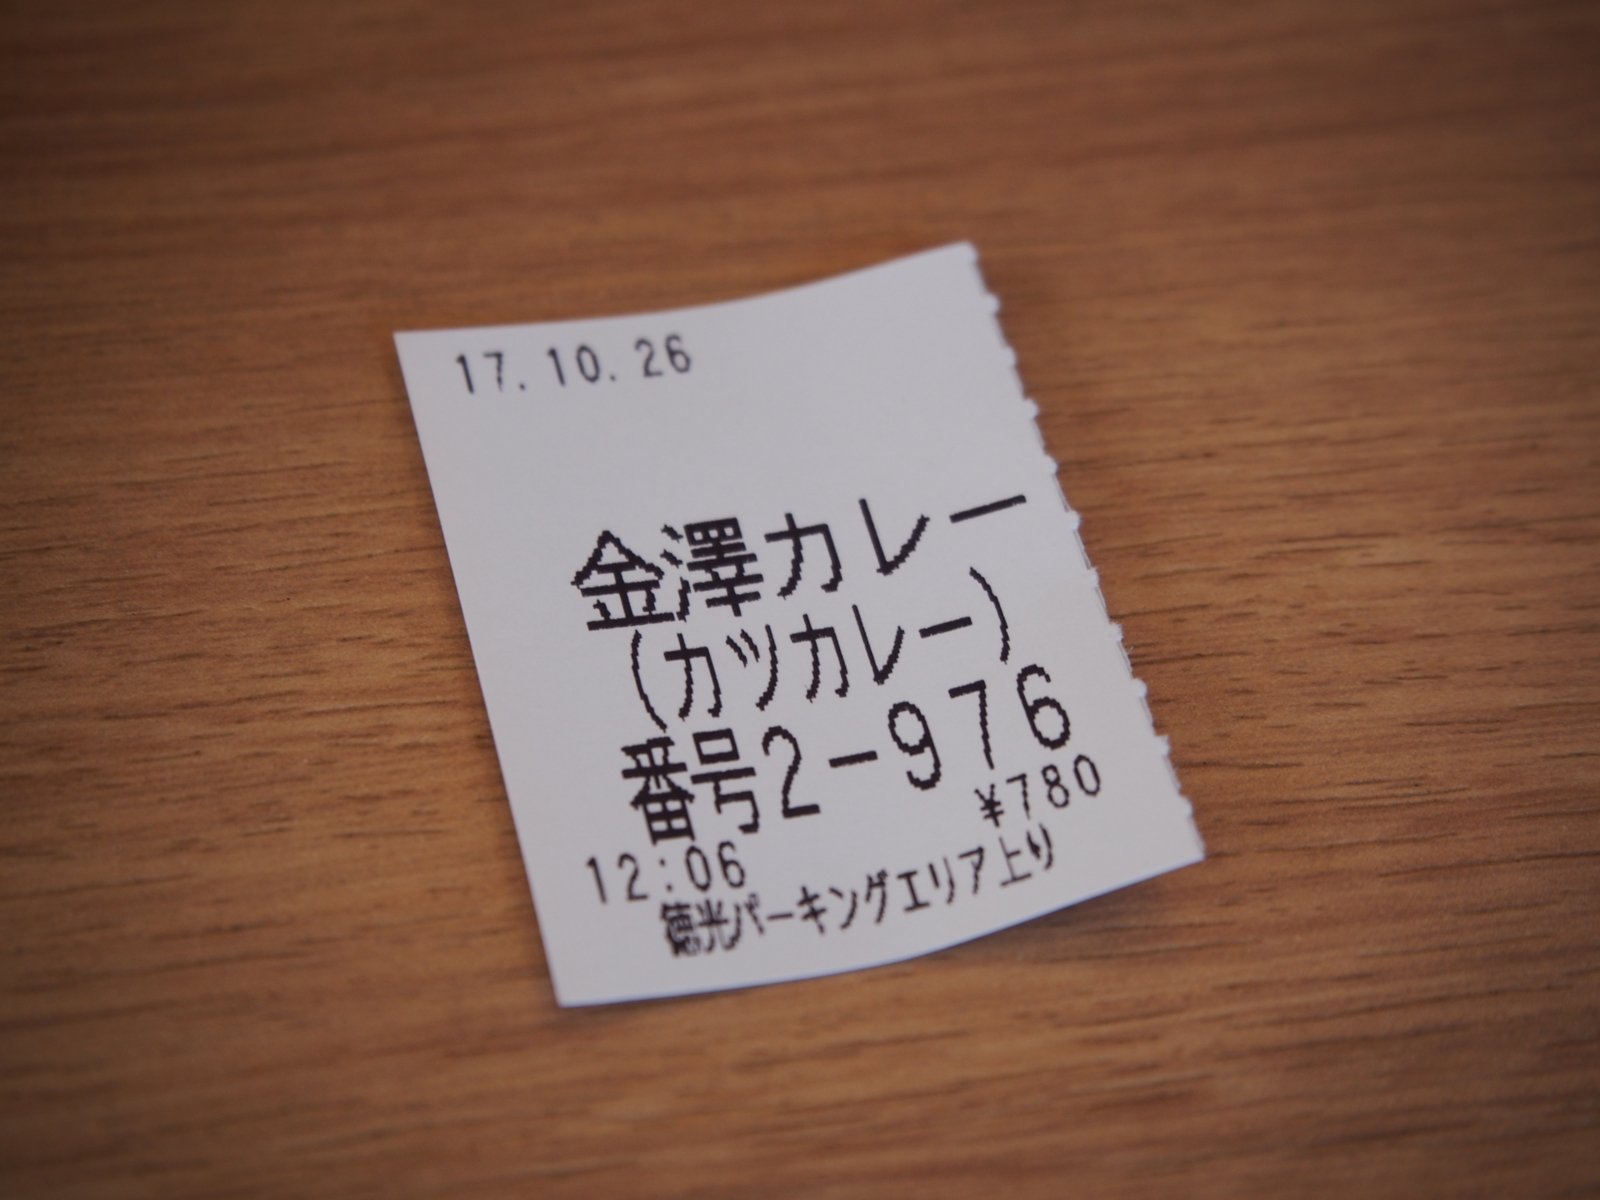 17.10.26
金澤カレー
(カツカレー)
番号2-976
¥780
12:06
徳光パーキングエリア上り